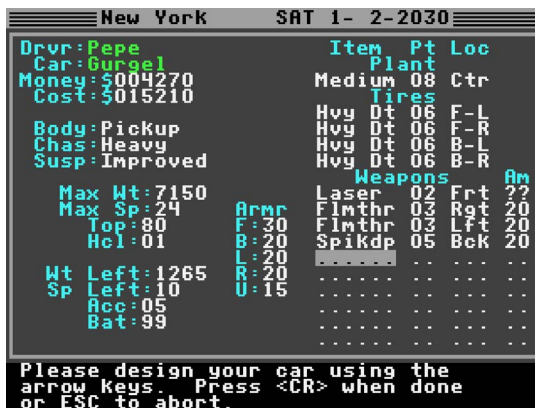 New York SAT 1- 2-2030
Drvr:Pepe Item Pt Loc
Car:Gurgel Plant
Money:$004270 Medium 08 Ctr
Cost:$015210 Tires
Hvy Dt 06 F-L
Body:Pickup Hvy Dt 06 F-R
Chas:Heavy Hvy Dt 06 B-L
Susp:Improved Hvy Dt 06 B-R
Weapons Am
Max Wt:7150 Laser 02 Frt ??
Max Sp:24 Armr Flmthr 03 Rgt 20
Top:80 F:30 Flmthr 03 Lft 20
Hcl:01 B:20 SpiKdp 05 BcK 20
L:20 ...... .. ... ..
Wt Left:1265 R:20 ...... .. ... ..
Sp Left:10 U:15 ...... .. ... ..
Acc:05 ...... .. ... ..
Bat:99 ...... .. ... ..
...... .. ... ..
Please design your car using the
arrow keys. Press <CR> when done
or ESC to abort.